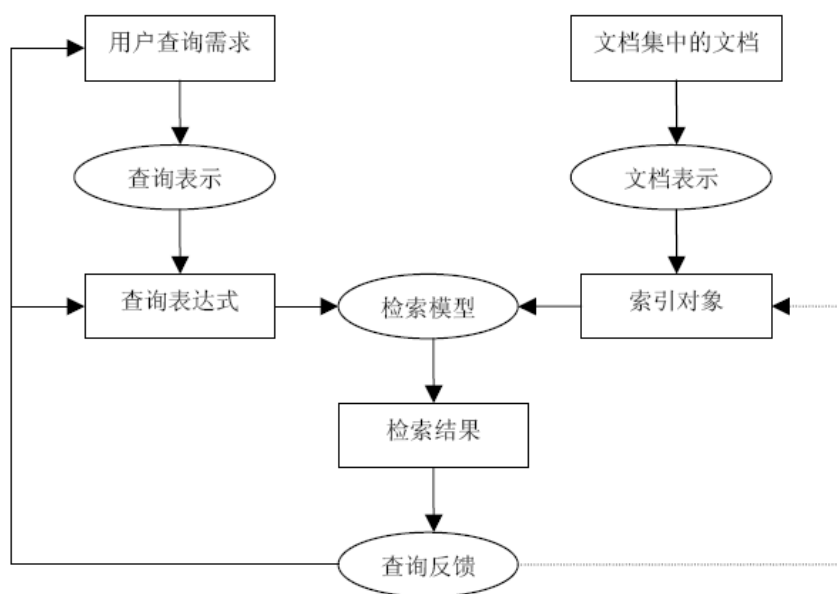 用户查询需求
文档集中的文档
查询表示
文档表示
查询表达式
检索模型
索引对象
检索结果
查询反馈